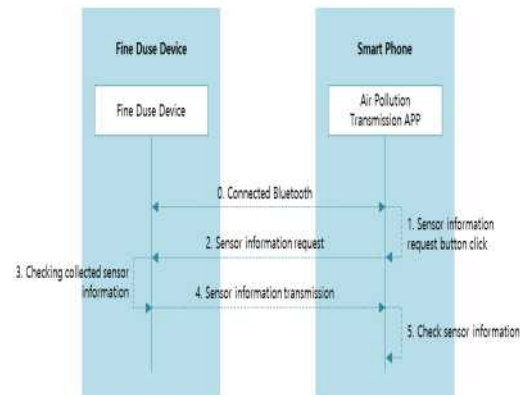 Fine Duse Device
Smart Phone
Fine Duse Device
Air Pollution
Transmission APP
0. Connected Bluetooth
1. Sensor information
request button click
2. Sensor information request
3. Checking collected sensor
information
4. Sensor information transmission
5. Check sensor information